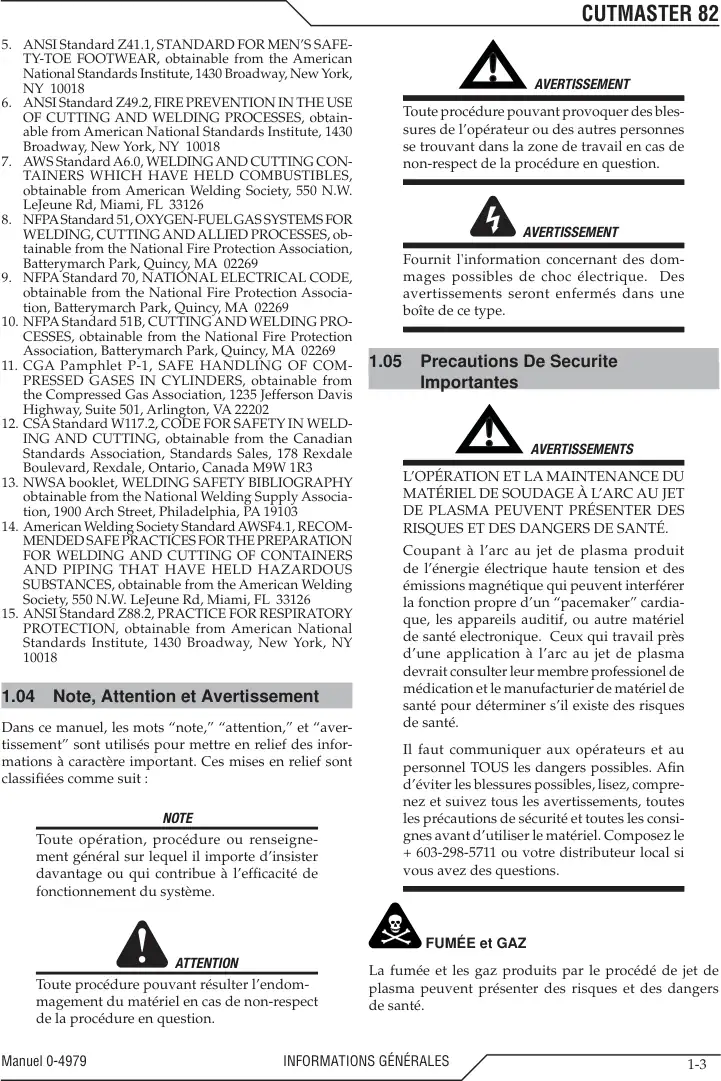 CUTMASTER 82
5. ANSI Standard Z41.1, STANDARD FOR MEN'S SAFE-
TY-TOE FOOTWEAR, obtainable from the American
National Standards Institute, 1430 Broadway, New York,
NY 10018
6. ANSI Standard Z49.2, FIRE PREVENTION IN THE USE
OF CUTTING AND WELDING PROCESSES, obtain-
able from American National Standards Institute, 1430
Broadway, New York, NY 10018
7. AWS Standard A6.0, WELDING AND CUTTING CON-
TAINERS WHICH HAVE HELD COMBUSTIBLES,
obtainable from American Welding Society, 550 N.W.
LeJeune Rd, Miami, FL 33126
8. NFPA Standard 51, OXYGEN-FUEL GAS SYSTEMS FOR
WELDING, CUTTING AND ALLIED PROCESSES, ob-
tainable from the National Fire Protection Association,
Batterymarch Park, Quincy, MA 02269
9. NFPA Standard 70, NATIONAL ELECTRICAL CODE,
obtainable from the National Fire Protection Associa-
tion, Batterymarch Park, Quincy, MA 02269
10. NFPA Standard 51B, CUTTING AND WELDING PRO-
CESSES, obtainable from the National Fire Protection
Association, Batterymarch Park, Quincy, MA 02269
11. CGA Pamphlet P-1, SAFE HANDLING OF COM-
PRESSED GASES IN CYLINDERS, obtainable from
the Compressed Gas Association, 1235 Jefferson Davis
Highway, Suite 501, Arlington, VA 22202
12. CSA Standard W117.2, CODE FOR SAFETY IN WELD-
ING AND CUTTING, obtainable from the Canadian
Standards Association, Standards Sales, 178 Rexdale
Boulevard, Rexdale, Ontario, Canada M9W 1R3
13. NWSA booklet, WELDING SAFETY BIBLIOGRAPHY
obtainable from the National Welding Supply Associa-
tion, 1900 Arch Street, Philadelphia, PA 19103
14. American Welding Society Standard AWSF4.1, RECOM-
MENDED SAFE PRACTICES FOR THE PREPARATION
FOR WELDING AND CUTTING OF CONTAINERS
AND PIPING THAT HAVE HELD HAZARDOUS
SUBSTANCES, obtainable from the American Welding
Society, 550 N.W. LeJeune Rd, Miami, FL 33126
15. ANSI Standard Z88.2, PRACTICE FOR RESPIRATORY
PROTECTION, obtainable from American National
Standards Institute, 1430 Broadway, New York, NY
10018
1.04 Note, Attention et Avertissement
Dans ce manuel, les mots “note,” “attention,” et “aver-
tissement” sont utilisés pour mettre en relief des infor-
mations à caractère important. Ces mises en relief sont
classifiées comme suit :
NOTE
Toute opération, procédure ou renseigne-
ment général sur lequel il importe d'insister
davantage ou qui contribue à l'efficacité de
fonctionnement du système.
ATTENTION
Toute procédure pouvant résulter l'endom-
magement du matériel en cas de non-respect
de la procédure en question.
AVERTISSEMENT
Toute procédure pouvant provoquer des bles-
sures de l'opérateur ou des autres personnes
se trouvant dans la zone de travail en cas de
non-respect de la procédure en question.
AVERTISSEMENT
Fournit l'information concernant des dom-
mages possibles de choc électrique. Des
avertissements seront enfermés dans une
boîte de ce type.
1.05 Precautions De Securite
Importantes
AVERTISSEMENTS
L'OPÉRATION ET LA MAINTENANCE DU
MATÉRIEL DE SOUDAGE À L'ARC AU JET
DE PLASMA PEUVENT PRÉSENTER DES
RISQUES ET DES DANGERS DE SANTÉ.
Coupant à l'arc au jet de plasma produit
de l'énergie électrique haute tension et des
émissions magnétique qui peuvent interférer
la fonction propre d'un “pacemaker” cardia-
que, les appareils auditif, ou autre matériel
de santé electronique. Ceux qui travail près
d'une application à l'arc au jet de plasma
devrait consulter leur membre professionel de
médication et le manufacturier de matériel de
santé pour déterminer s'il existe des risques
de santé.
Il faut communiquer aux opérateurs et au
personnel TOUS les dangers possibles. Afin
d'éviter les blessures possibles, lisez, compre-
nez et suivez tous les avertissements, toutes
les précautions de sécurité et toutes les consi-
gnes avant d'utiliser le matériel. Composez le
+ 603-298-5711 ou votre distributeur local si
vous avez des questions.
FUMÉE et GAZ
La fumée et les gaz produits par le procédé de jet de
plasma peuvent présenter des risques et des dangers
de santé.
Manuel 0-4979 INFORMATIONS GÉNÉRALES 1-3